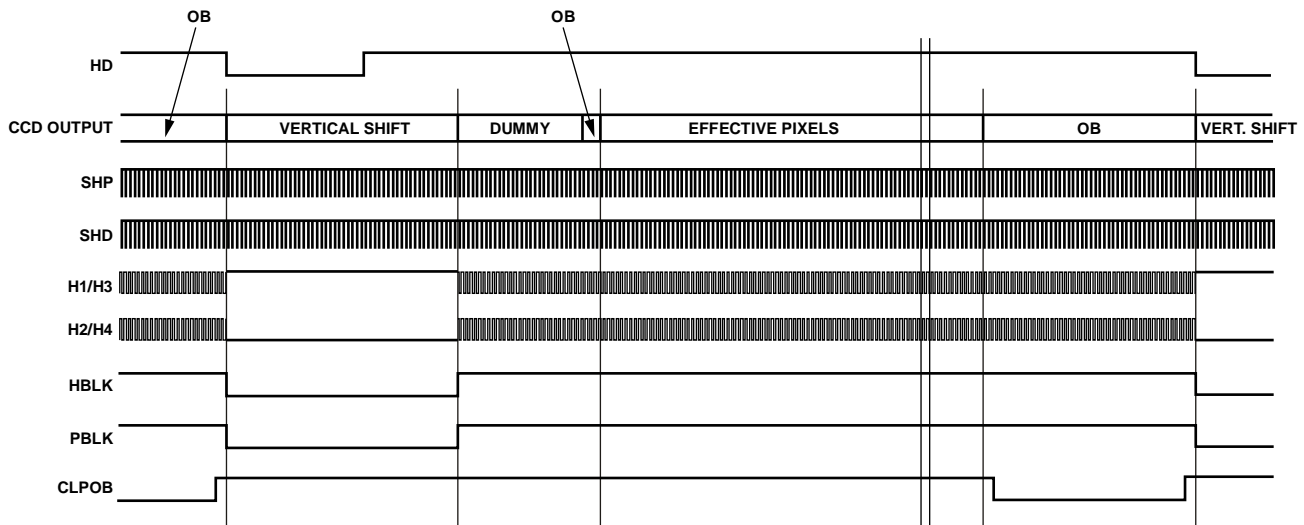 OB OB
HD
CCD OUTPUT VERTICAL SHIFT DUMMY EFFECTIVE PIXELS OB VERT. SHIFT
SHP
SHD
H1/H3
H2/H4
HBLK
PBLK
CLPOB